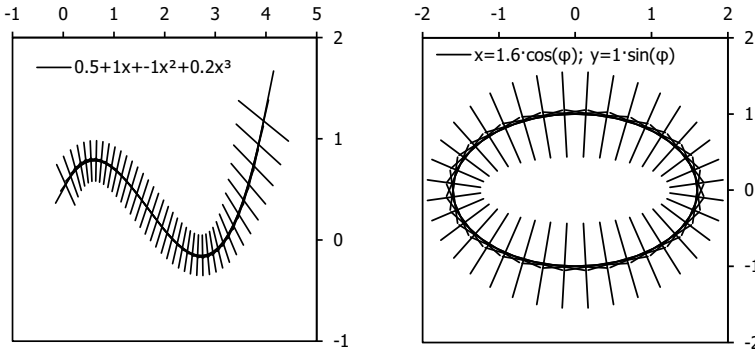 -1 0 1 2 3 4 5
2
0.5+1x+-1x²+0.2x³
1
0
-1
-2 -1 0 1 2
2
x=1.6·cos(φ); y=1·sin(φ)
1
0
-1
-2